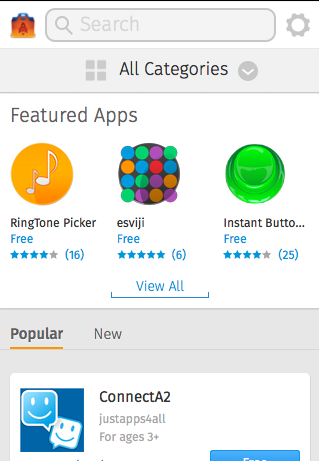 Search
All Categories
Featured Apps
RingTone Picker
Free
(16)
esviji
Free
(6)
Instant Butto...
Free
(25)
View All
Popular
New
ConnectA2
justapps4all
For ages 3+
Free